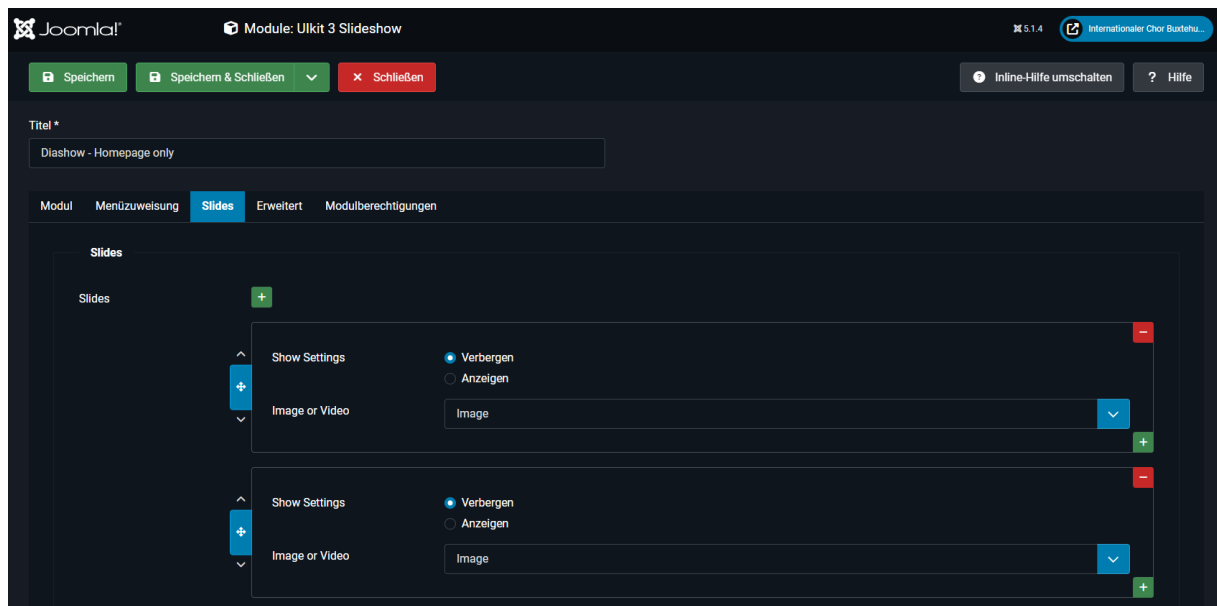 Joomla!®
Module: UIkit 3 Slideshow
5.1.4
Internationaler Chor Buxtehu...
Speichern
Speichern & Schließen
Schließen
Inline-Hilfe umschalten
? Hilfe
Titel *
Diashow - Homepage only
Modul
Menüzuweisung
Slides
Erweitert
Modulberechtigungen
Slides
Slides
Show Settings
Verbergen
Anzeigen
Image or Video
Image
Show Settings
Verbergen
Anzeigen
Image or Video
Image